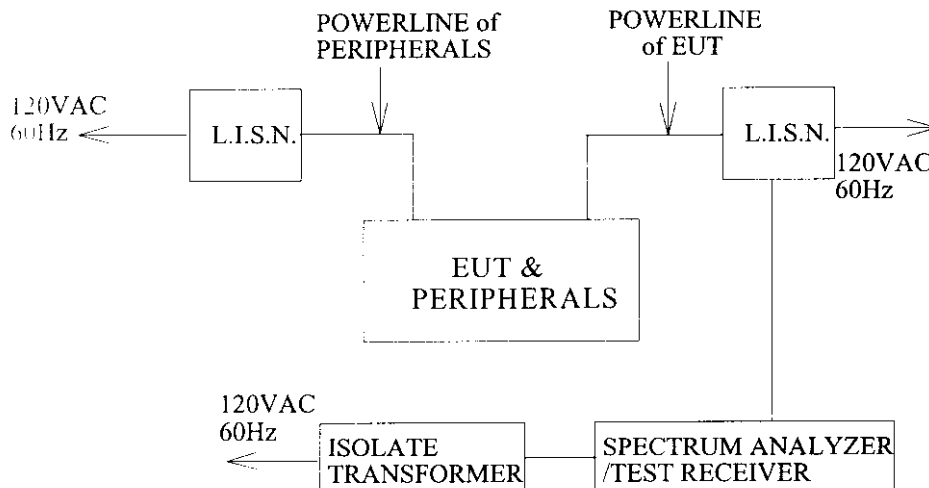 POWERLINE of
PERIPHERALS
POWERLINE
of EUT
120VAC
60Hz
L.I.S.N.
L.I.S.N.
120VAC
60Hz
EUT &
PERIPHERALS
120VAC
60Hz
ISOLATE
TRANSFORMER
SPECTRUM ANALYZER
/TEST RECEIVER